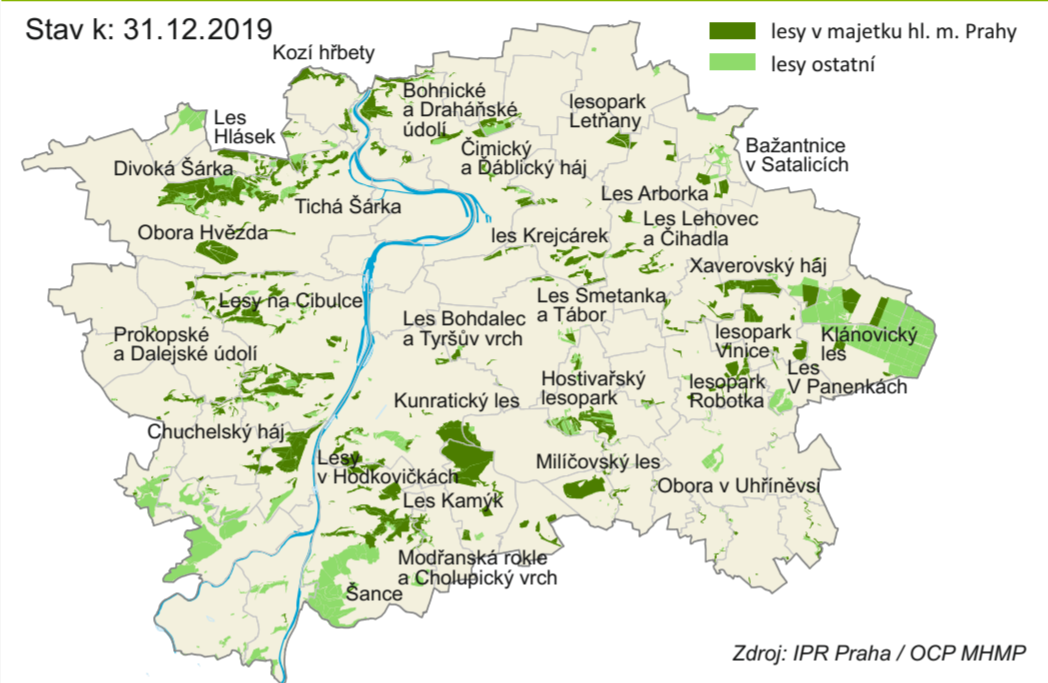 Stav k: 31.12.2019
lesy v majetku hl. m. Prahy
lesy ostatní
Kozí hřbety
Bohnické
a Draháňské
údolí
lesopark
Letňany
Les
Hlásek
Čimický
a Ďáblický háj
Bažantnice
v Satalicích
Divoká Šárka
Tichá Šárka
Les Arborka
Obora Hvězda
les Krejcárek
Les Lehovec
a Čihadla
Xaverovský háj
Lesy na Cibulce
Les Smetanka
a Tábor
Les Bohdalec
a Tyršův vrch
Prokopské
a Dalejské údolí
lesopark
Vinice
Klánovický
les
Les
V Panenkách
Hostivařský
lesopark
lesopark
Robotka
Kunratický les
Chuchelský háj
Lesy
v Hodkovičkách
Milíčovský les
Obora v Uhříněvsi
Les Kamýk
Modřanská rokle
a Cholupický vrch
Šance
Zdroj: IPR Praha / OCP MHMP